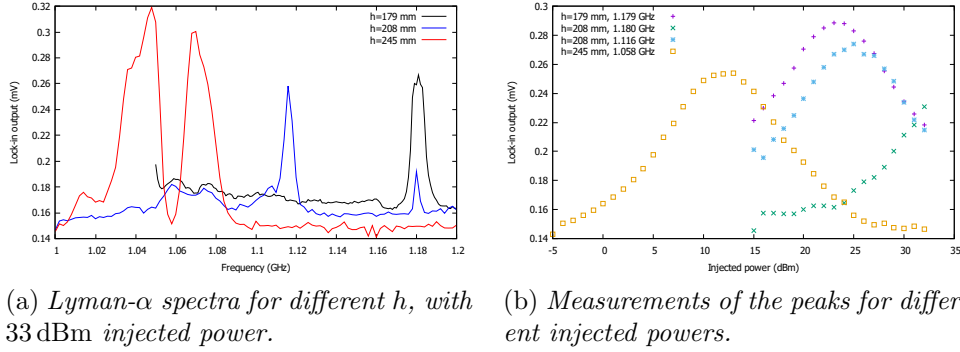 0.32
0.3
0.28
0.26
0.24
0.22
0.2
0.18
0.16
0.14
Lock-in output (mV)
h=179 mm
h=208 mm
h=245 mm
1 1.02 1.04 1.06 1.08 1.1 1.12 1.14 1.16 1.18 1.2
Frequency (GHz)
0.3
0.28
0.26
0.24
0.22
0.2
0.18
0.16
0.14
Lock-in output (mV)
h=179 mm, 1.179 GHz
h=208 mm, 1.180 GHz
h=208 mm, 1.116 GHz
h=245 mm, 1.058 GHz
-5 0 5 10 15 20 25 30 35
Injected power (dBm)
(a) Lyman-α spectra for different h, with
33 dBm injected power.
(b) Measurements of the peaks for differ-
ent injected powers.